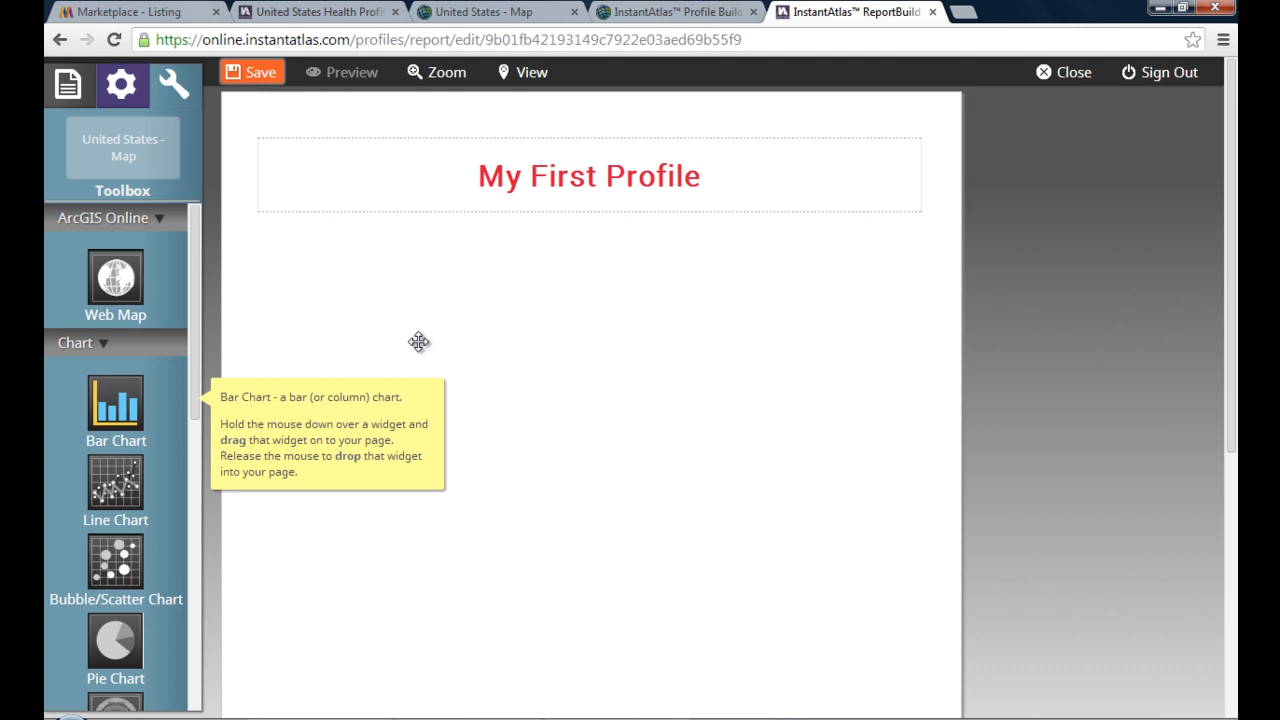 Marketplace - Listing
United States Health Profi
United States - Map
InstantAtlas™ Profile Build
InstantAtlas™ ReportBuild
https://online.instantatlas.com/profiles/report/edit/9b01fb42193149c7922e03aed69b55f9
Save
Preview
Zoom
View
Close
Sign Out
United States -
Map
Toolbox
ArcGIS Online
Web Map
Chart
Bar Chart
Line Chart
Bubble/Scatter Chart
Pie Chart
My First Profile
Bar Chart - a bar (or column) chart.
Hold the mouse down over a widget and
drag that widget on to your page.
Release the mouse to drop that widget
into your page.